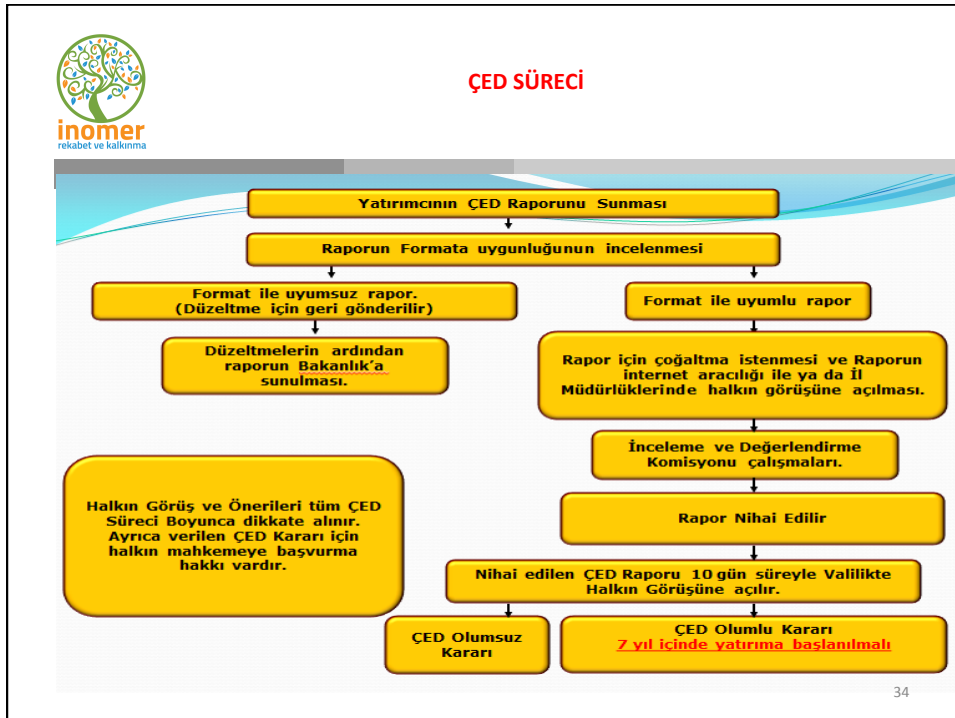 inomer
rekabet ve kalkınma
ÇED SÜRECİ
Yatırımcının ÇED Raporunu Sunması
Raporun Formata uygunluğunun incelenmesi
Format ile uyumsuz rapor.
(Düzeltme için geri gönderilir)
Format ile uyumlu rapor
Düzeltmelerin ardından
raporun Bakanlık'a
sunulması.
Rapor için çoğaltma istenmesi ve Raporun
internet aracılığı ile ya da İl
Müdürlüklerinde halkın görüşüne açılması.
İnceleme ve Değerlendirme
Komisyonu çalışmaları.
Halkın Görüş ve Önerileri tüm ÇED
Süreci Boyunca dikkate alınır.
Ayrıca verilen ÇED Kararı için
halkın mahkemeye başvurma
hakkı vardır.
Rapor Nihai Edilir
Nihai edilen ÇED Raporu 10 gün süreyle Valilikte
Halkın Görüşüne açılır.
ÇED Olumsuz
Kararı
ÇED Olumlu Kararı
7 yıl içinde yatırıma başlanılmalı
34